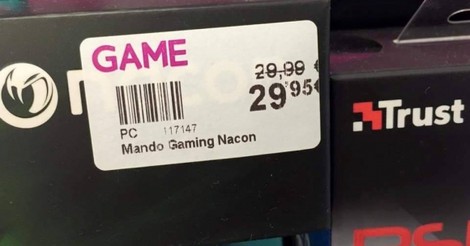 GAME
29,99 €
29'95€
PC 117147
Mando Gaming Nacon
Trust